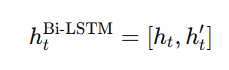 h_t^{Bi-LSTM} = [h_t, h'_t]